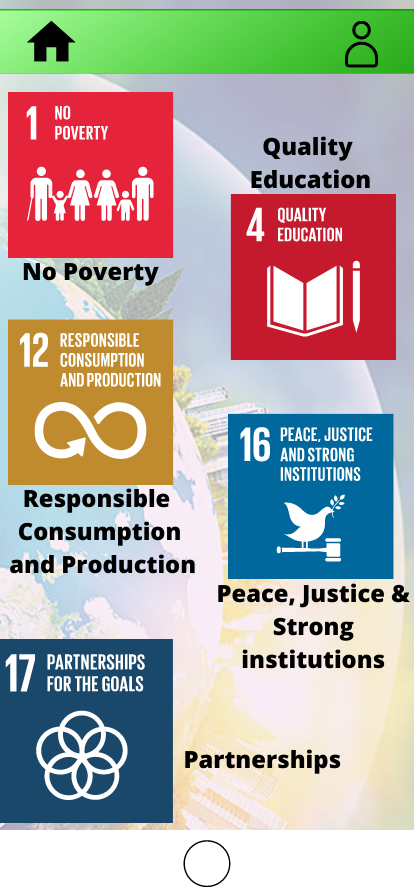 1 NO
POVERTY
No Poverty
Quality
Education
4 QUALITY
EDUCATION
12 RESPONSIBLE
CONSUMPTION
AND PRODUCTION
Responsible
Consumption
and Production
16 PEACE, JUSTICE
AND STRONG
INSTITUTIONS
Peace, Justice &
Strong
institutions
17 PARTNERSHIPS
FOR THE GOALS
Partnerships